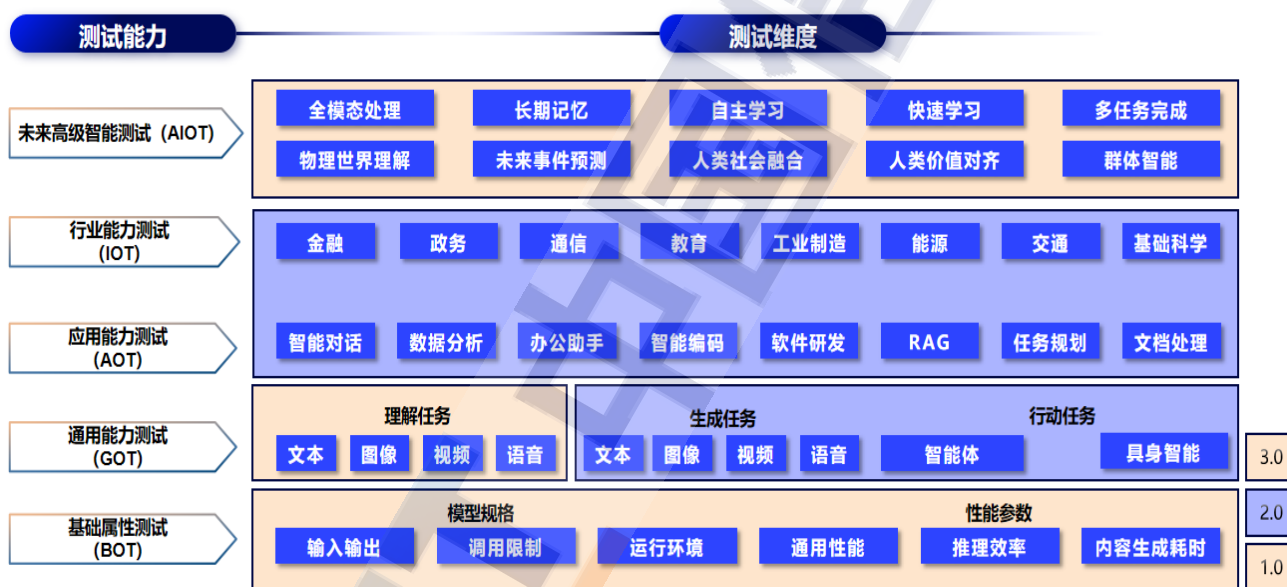 测试能力
测试维度
未来高级智能测试（AIOT）
全模态处理 长期记忆 自主学习 快速学习 多任务完成
物理世界理解 未来事件预测 人类社会融合 人类价值对齐 群体智能
行业能力测试
(IOT)
金融 政务 通信 教育 工业制造 能源 交通 基础科学
应用能力测试
(AOT)
智能对话 数据分析 办公助手 智能编码 软件研发 RAG 任务规划 文档处理
通用能力测试
(GOT)
理解任务 生成任务 行动任务
文本 图像 视频 语音 文本 图像 视频 语音 智能体 具身智能
基础属性测试
(BOT)
模型规格 性能参数
输入输出 调用限制 运行环境 通用性能 推理效率 内容生成耗时
3.0
2.0
1.0
中国